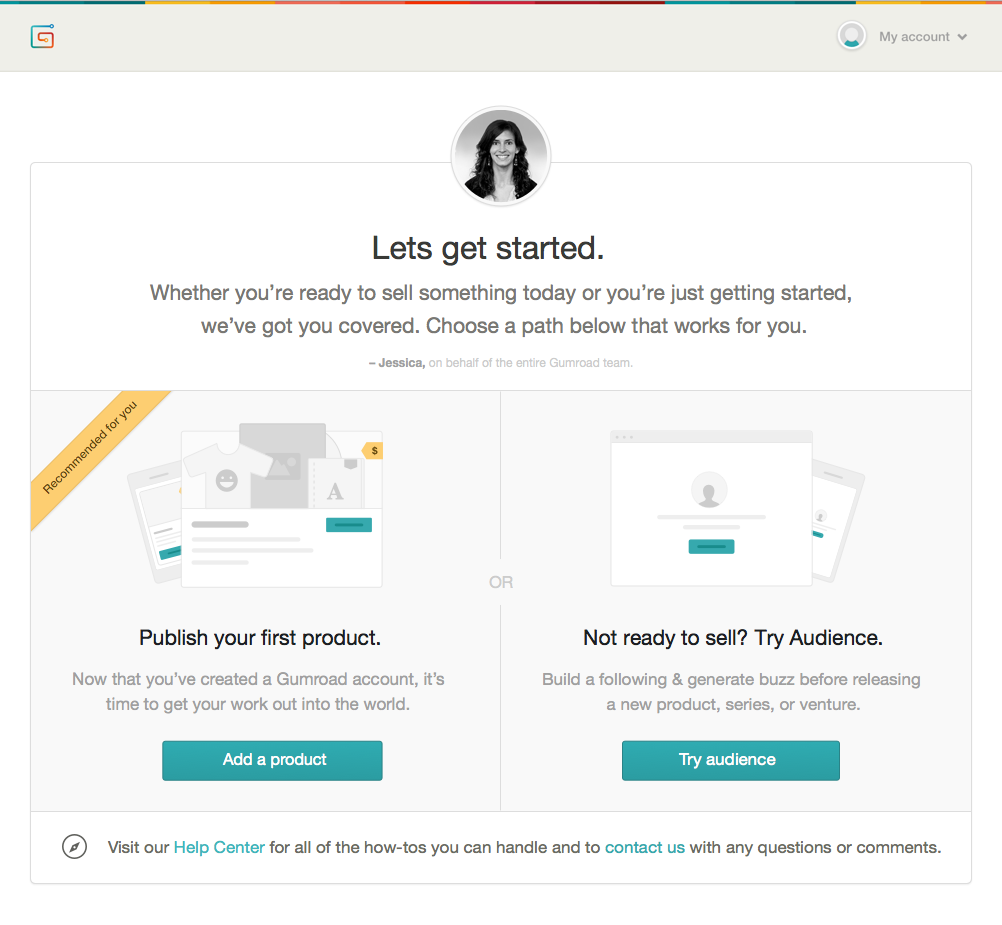 My account
Lets get started.
Whether you’re ready to sell something today or you’re just getting started,
we’ve got you covered. Choose a path below that works for you.
– Jessica, on behalf of the entire Gumroad team.
Recommended for you
$
A
OR
Publish your first product.
Now that you’ve created a Gumroad account, it’s
time to get your work out into the world.
Add a product
Not ready to sell? Try Audience.
Build a following & generate buzz before releasing
a new product, series, or venture.
Try audience
Visit our Help Center for all of the how-tos you can handle and to contact us with any questions or comments.